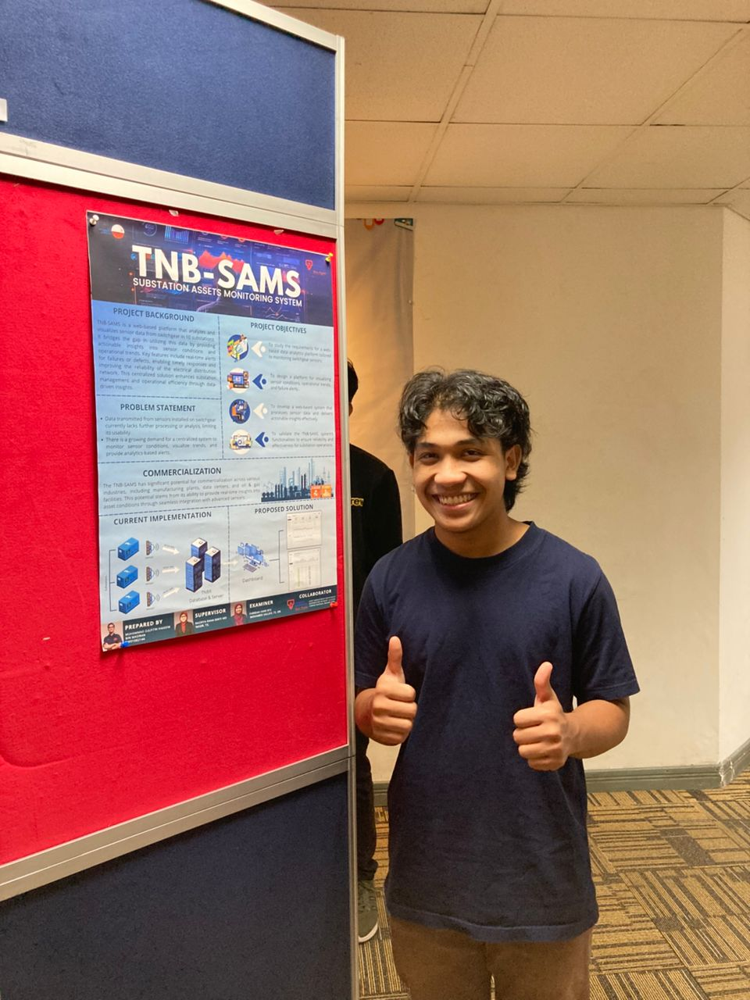 TNB-SAMS
SUBSTATION ASSETS MONITORING SYSTEM
PROJECT BACKGROUND
TNB-SAMS is a web-based platform that analyzes and
visualizes sensor data from switchgear in 10 substations.
It bridges the gap in utilizing this data by providing
actionable insights into sensor conditions and
operational trends. Key features include real-time alerts
for failures or defects, enabling timely responses and
improving the reliability of the electrical distribution
network. This centralized solution enhances substation
management and operational efficiency through data-
driven insights.
PROBLEM STATEMENT
• Data transmitted from sensors installed on switchgear
currently lacks further processing or analysis, limiting
its usability.
• There is a growing demand for a centralized system to
monitor sensor conditions, visualize trends, and
provide analytics-based alerts.
PROJECT OBJECTIVES
To study the requirements for a web-
based data analytics platform tailored
to monitoring switchgear sensors.
To design a platform for visualizing
sensor conditions, operational trends,
and failure alerts.
To develop a web-based system that
processes sensor data and delivers
actionable insights effectively.
To validate the TNB-SAMS system's
functionalities to ensure reliability and
effectiveness for substation operations.
COMMERCIALIZATION
The TNB-SAMS has significant potential for commercialization across various
industries, including manufacturing plants, data centers, and oil & gas
facilities. This potential stems from its ability to provide real-time insights into
asset conditions through seamless integration with advanced sensors.
CURRENT IMPLEMENTATION
Database & Server
PROPOSED SOLUTION
Dashboard
PREPARED BY
SUPERVISOR
EXAMINER
COLLABORATOR